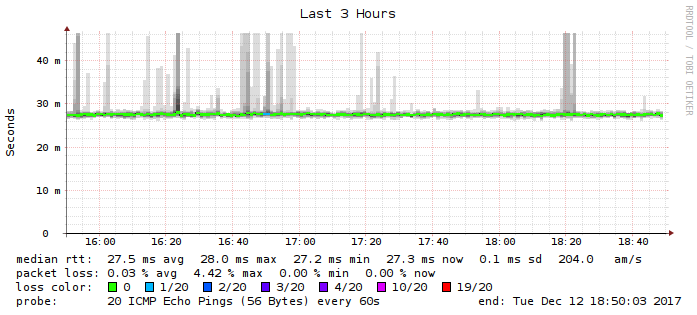 Last 3 Hours
RRDTOOL / TOBI OETIKER
Seconds
40 m
30 m
20 m
10 m
0
16:00 16:20 16:40 17:00 17:20 17:40 18:00 18:20 18:40
median rtt: 27.5 ms avg 28.0 ms max 27.2 ms min 27.3 ms now 0.1 ms sd 204.0 am/s
packet loss: 0.03 % avg 4.42 % max 0.00 % min 0.00 % now
loss color: 0 1/20 2/20 3/20 4/20 10/20 19/20
probe: 20 ICMP Echo Pings (56 Bytes) every 60s end: Tue Dec 12 18:50:03 2017